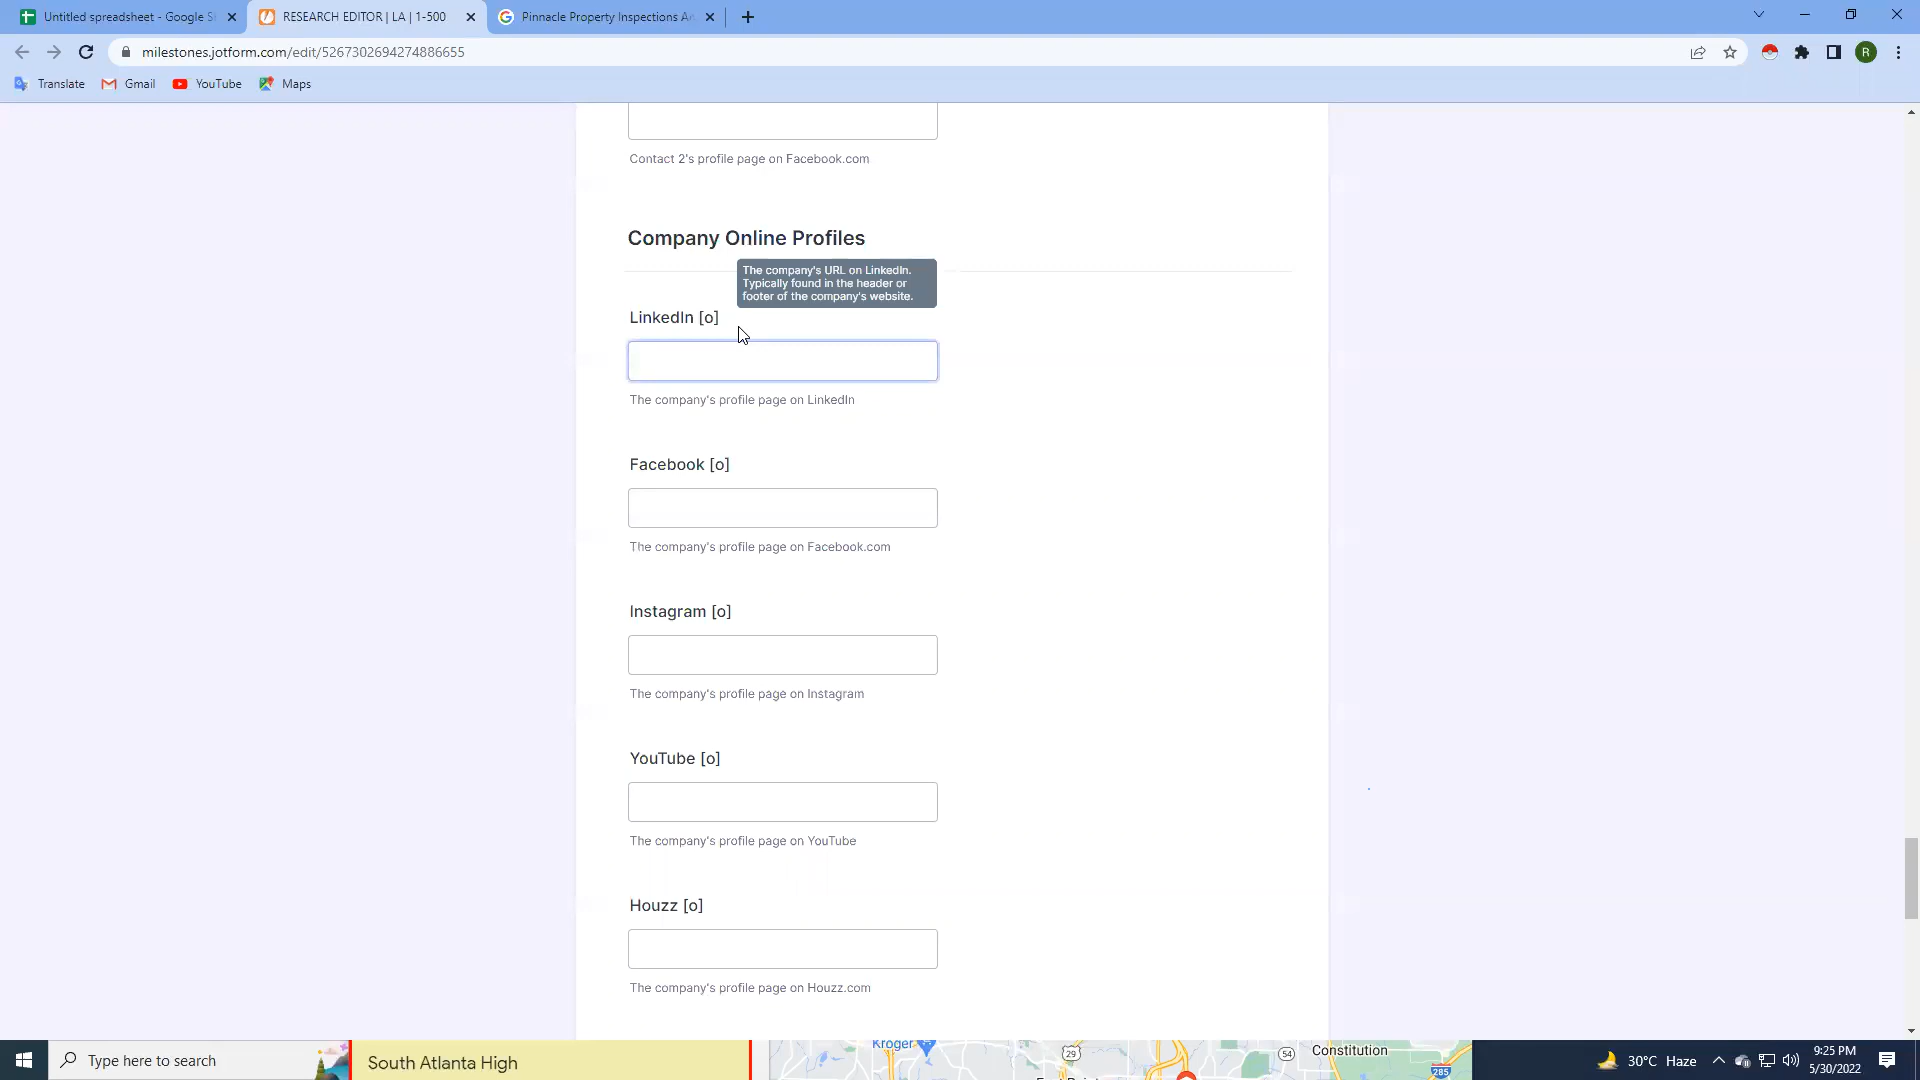 Untitled spreadsheet - Google S
RESEARCH EDITOR | LA | 1-500
Pinnacle Property Inspections
milestones.jotform.com/edit/5267302694274886655
R
Translate
Gmail
YouTube
Maps
Contact 2's profile page on Facebook.com
Company Online Profiles
The company's URL on LinkedIn.
Typically found in the header or
footer of the company's website.
LinkedIn [o]
The company's profile page on LinkedIn
Facebook [o]
The company's profile page on Facebook.com
Instagram [o]
The company's profile page on Instagram
YouTube [o]
The company's profile page on YouTube
Houzz [o]
The company's profile page on Houzz.com
Type here to search
South Atlanta High
Kroger
29
54
Constitution
285
30°C Haze
9:25 PM
5/30/2022